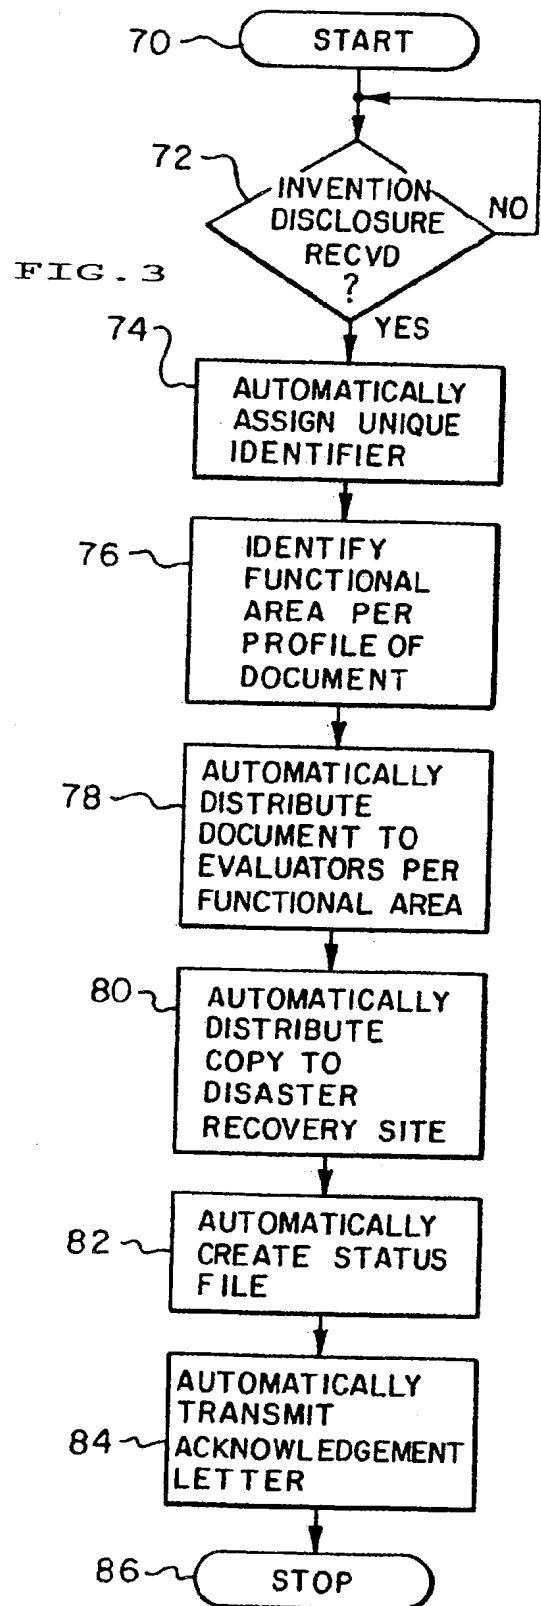 70
START
72
INVENTION
DISCLOSURE
RECVD
?
NO
FIG. 3
YES
74
AUTOMATICALLY
ASSIGN UNIQUE
IDENTIFIER
76
IDENTIFY
FUNCTIONAL
AREA PER
PROFILE OF
DOCUMENT
78
AUTOMATICALLY
DISTRIBUTE
DOCUMENT TO
EVALUATORS PER
FUNCTIONAL AREA
80
AUTOMATICALLY
DISTRIBUTE
COPY TO
DISASTER
RECOVERY SITE
82
AUTOMATICALLY
CREATE STATUS
FILE
84
AUTOMATICALLY
TRANSMIT
ACKNOWLEDGEMENT
LETTER
86
STOP